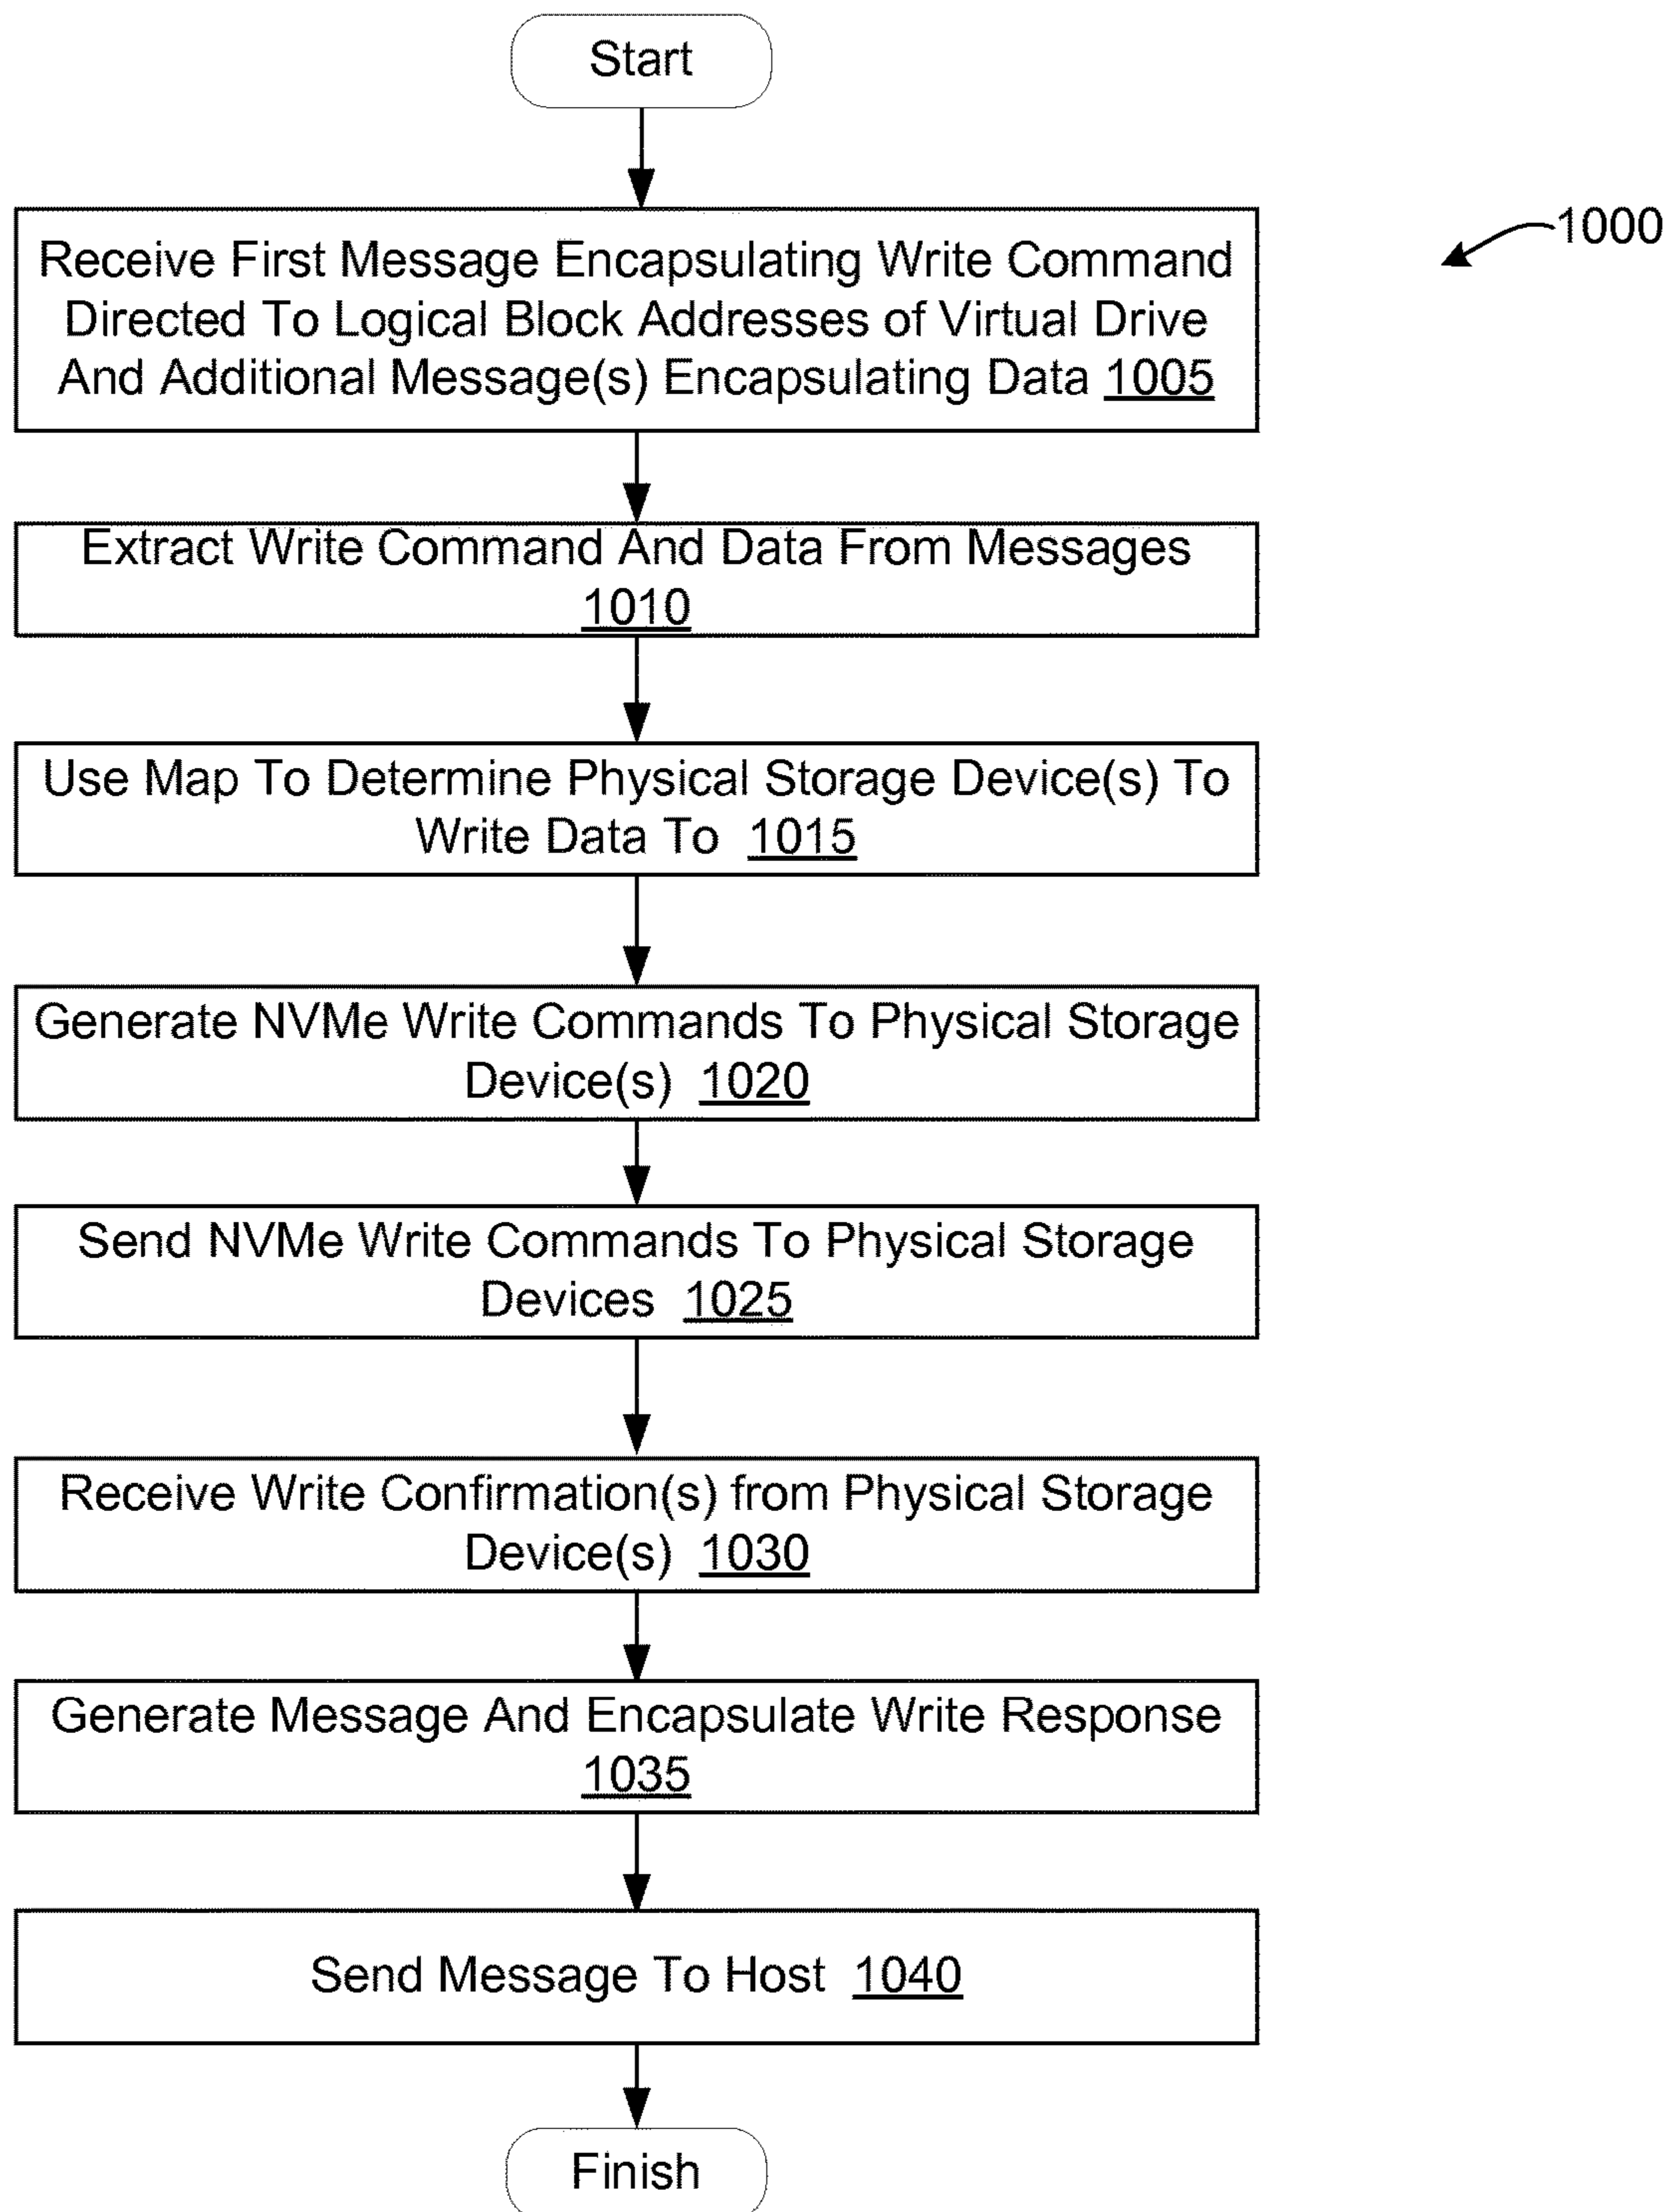 Start
1000
Receive First Message Encapsulating Write Command
Directed To Logical Block Addresses of Virtual Drive
And Additional Message(s) Encapsulating Data 1005
Extract Write Command And Data From Messages
1010
Use Map To Determine Physical Storage Device(s) To
Write Data To 1015
Generate NVMe Write Commands To Physical Storage
Device(s) 1020
Send NVMe Write Commands To Physical Storage
Devices 1025
Receive Write Confirmation(s) from Physical Storage
Device(s) 1030
Generate Message And Encapsulate Write Response
1035
Send Message To Host 1040
Finish